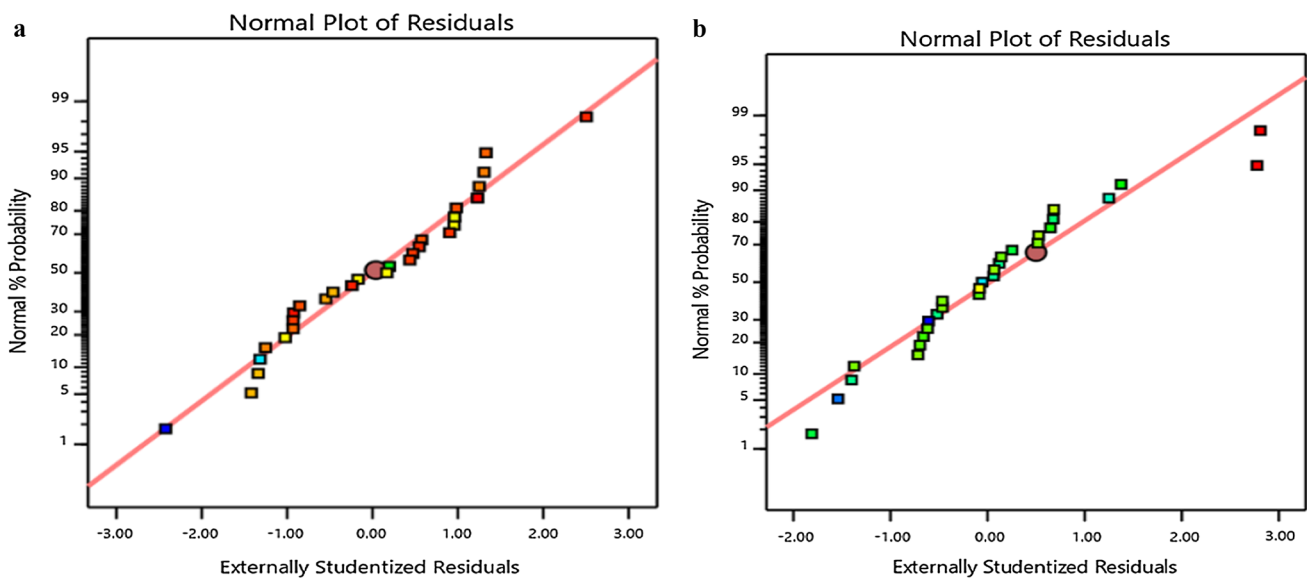 a
Normal Plot of Residuals
99
95
90
80
70
50
30
20
10
5
1
Normal % Probability
-3.00 -2.00 -1.00 0.00 1.00 2.00 3.00
Externally Studentized Residuals
b
Normal Plot of Residuals
99
95
90
80
70
50
30
20
10
5
1
Normal % Probability
-2.00 -1.00 0.00 1.00 2.00 3.00
Externally Studentized Residuals